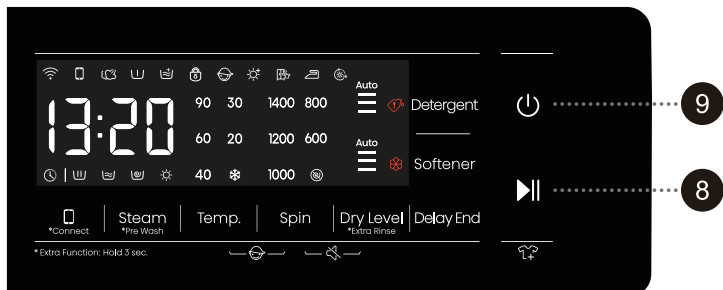 Auto
13:20
90 30 1400 800
Detergent
9
60 20 1200 600
Auto
Softener
40 1000
8
Steam Temp. Spin Dry Level Delay End
*Connect *Pre Wash *Extra Rinse
*Extra Function: Hold 3 sec.